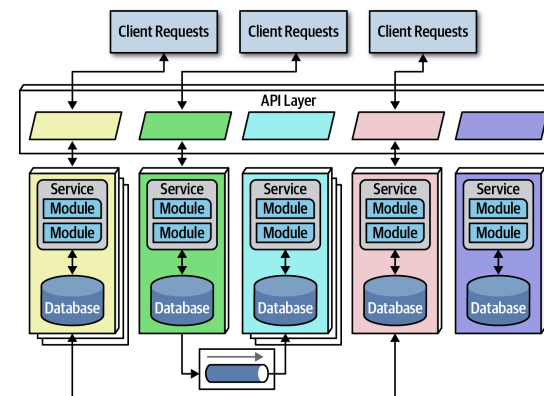 Client Requests
Client Requests
Client Requests
API Layer
Service
Module
Module
Database
Service
Module
Module
Database
Service
Module
Module
Database
Service
Module
Module
Database
Service
Module
Module
Database